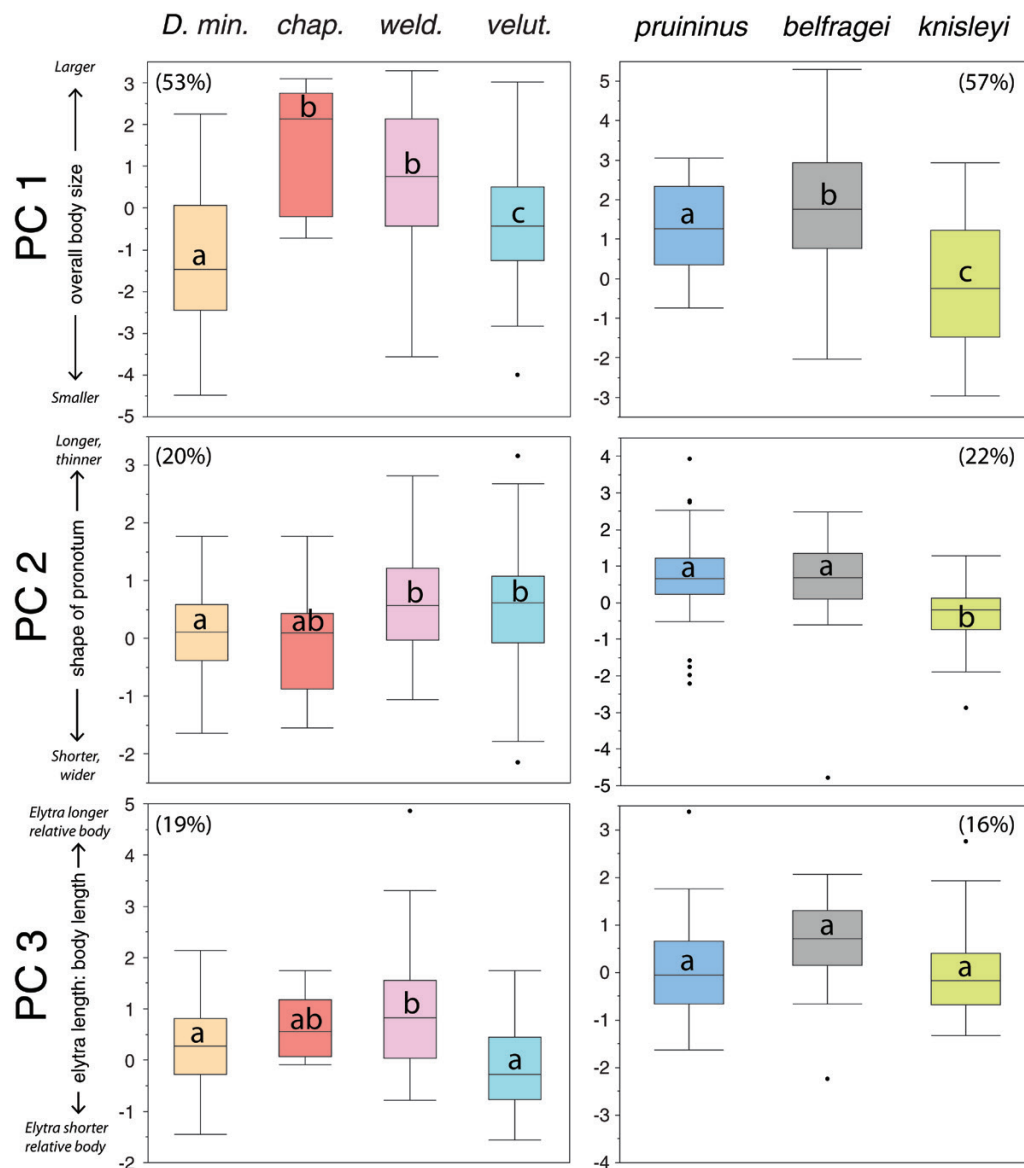 D. min. chap. weld. velut. pruininus belfragei knisleyi
PC 1
Larger
overall body size
Smaller
(53%)
3
2
1
0
-1
-2
-3
-4
-5
a
b
b
c
(57%)
5
4
3
2
1
0
-1
-2
-3
a
b
c
PC 2
Longer,
thinner
shape of pronotum
Shorter,
wider
(20%)
3
2
1
0
-1
-2
a
ab
b
b
(22%)
4
3
2
1
0
-1
-2
-3
-4
-5
a
a
b
PC 3
Elytra longer
relative body
elytra length: body length
Elytra shorter
relative body
(19%)
5
4
3
2
1
0
-1
-2
a
ab
b
a
(16%)
3
2
1
0
-1
-2
-3
-4
a
a
a